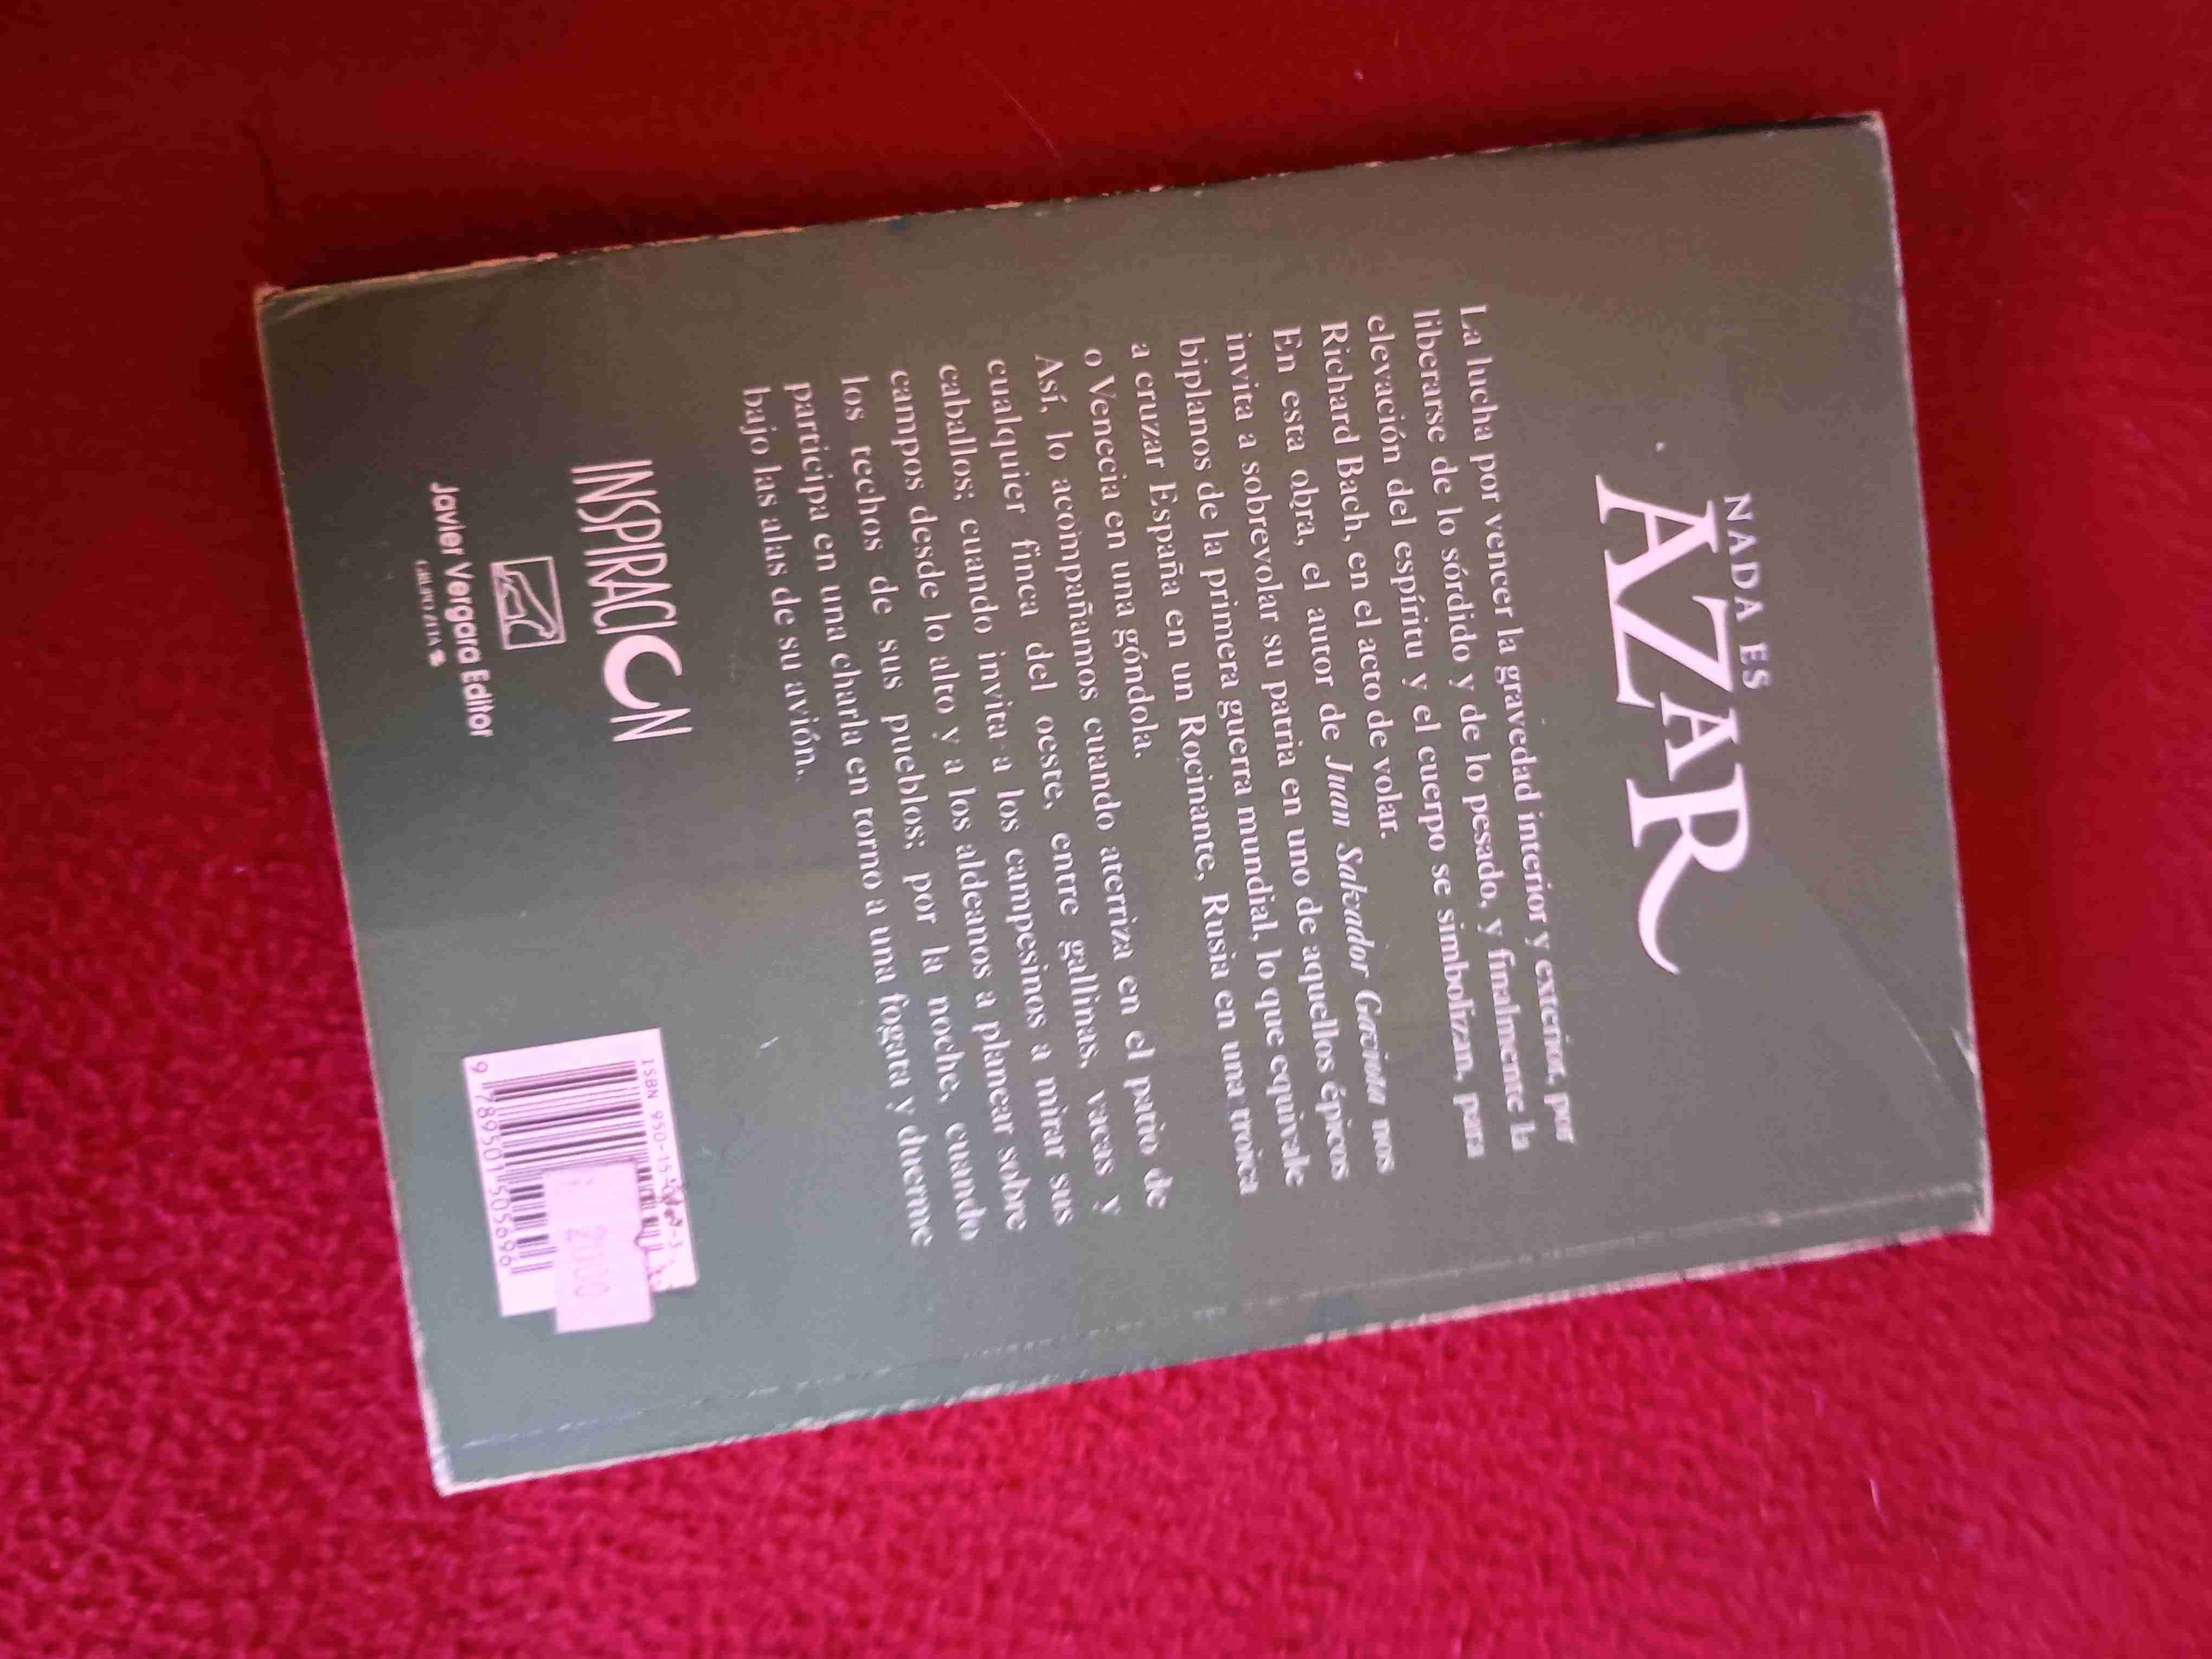 NADA ES
AZAR
La lucha por vencer la gravedad interior y exterior, por
liberarse de lo sórdido y de lo pesado, y finalmente la
elevación del espíritu y el cuerpo se simbolizan, para
Richard Bach, en el acto de volar.
En esta obra, el autor de Juan Salvador Gaviota nos
invita a sobrevolar su patria en uno de aquellos épicos
biplanos de la primera guerra mundial, lo que equivale
a cruzar España en un Rocinante, Rusia en una troica
o Venecia en una góndola.
Así, lo acompañamos cuando aterriza en el patio de
cualquier finca del oeste, entre gallinas, vacas y
caballos; cuando invita a los campesinos a mirar sus
campos desde lo alto y a los aldeanos a planear sobre
los techos de sus pueblos; por la noche, cuando
participa en una charla en torno a una fogata y duerme
bajo las alas de su avión.
INSPIRACION
Javier Vergara Editor
GRUPO ZETA
ISBN 950-15
9 789501 505696